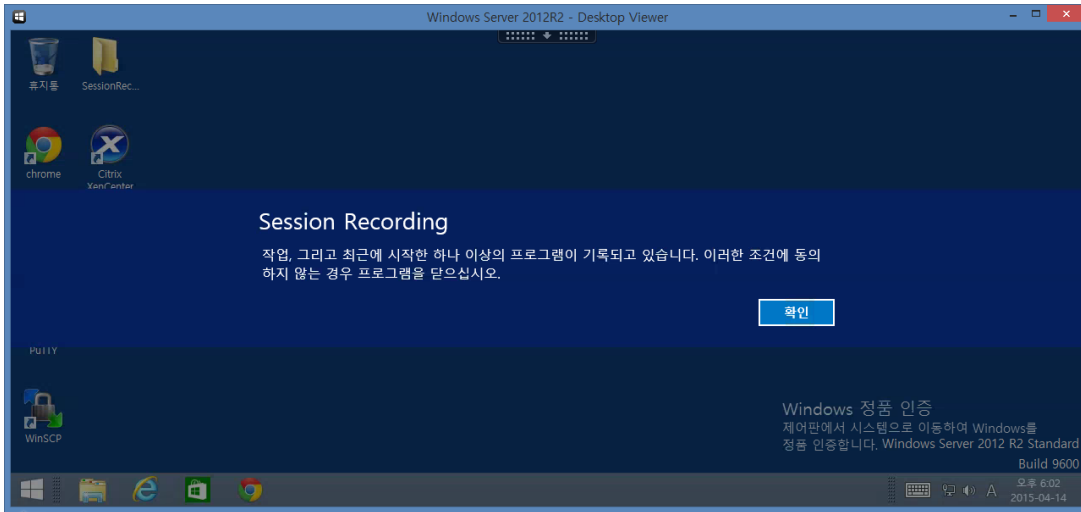 Windows Server 2012R2 - Desktop Viewer
휴지통
SessionRec...
chrome
Citrix
XenCenter
Session Recording
작업, 그리고 최근에 시작한 하나 이상의 프로그램이 기록되고 있습니다. 이러한 조건에 동의
하지 않는 경우 프로그램을 닫으십시오.
확인
PuTTY
WinSCP
Windows 정품 인증
제어판에서 시스템으로 이동하여 Windows를
정품 인증합니다. Windows Server 2012 R2 Standard
Build 9600
A
오후 6:02
2015-04-14